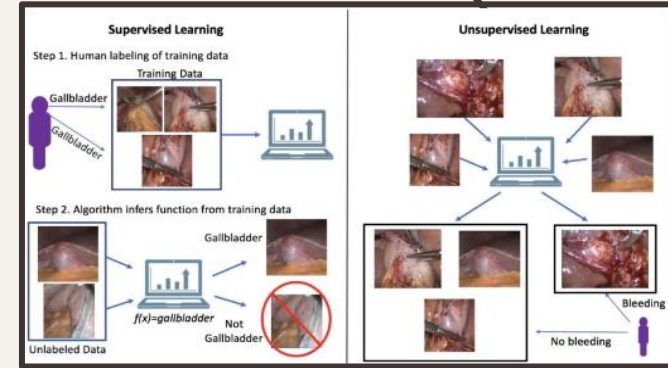 Supervised Learning
Step 1. Human labeling of training data
Training Data
Gallbladder
Gallbladder
Step 2. Algorithm infers function from training data
Gallbladder
f(x)=gallbladder
Not
Gallbladder
Unlabeled Data
Unsupervised Learning
Bleeding
No bleeding